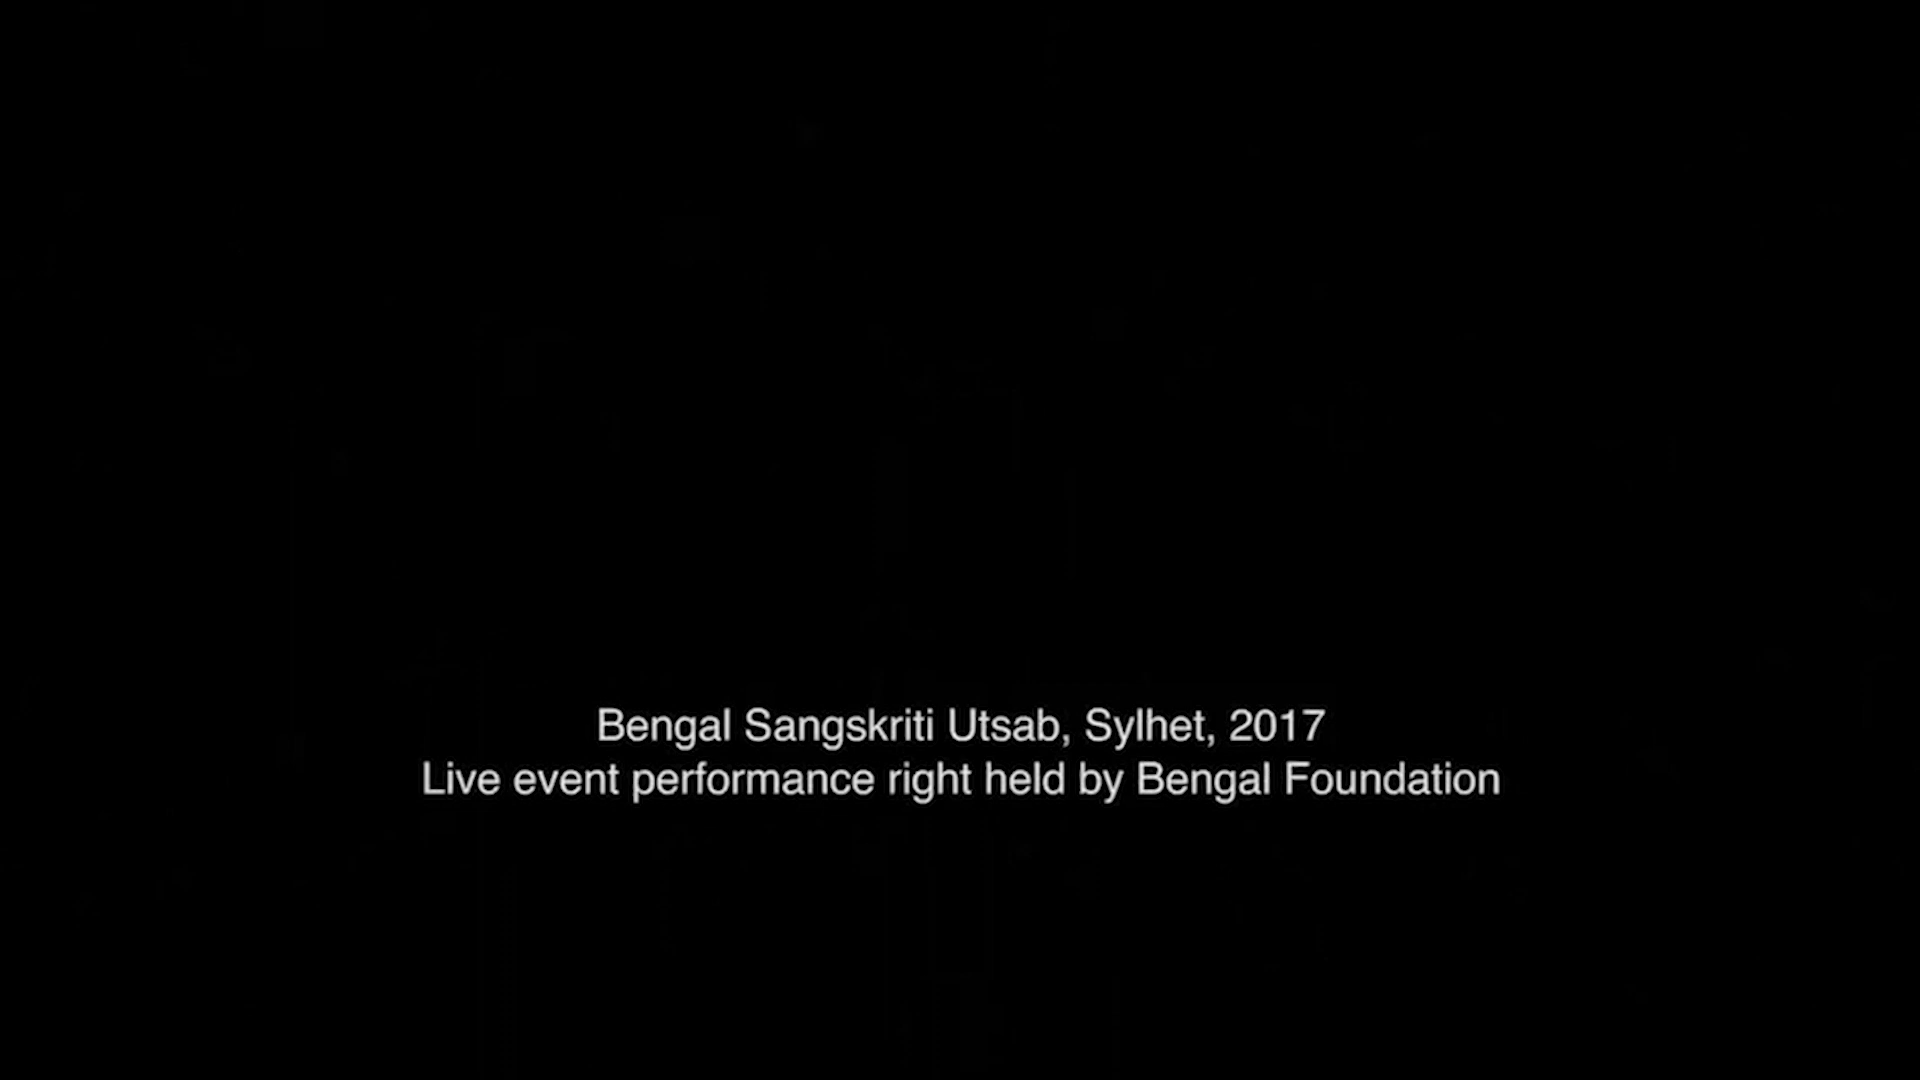 Bengal Sangskriti Utsab, Sylhet, 2017
Live event performance right held by Bengal Foundation